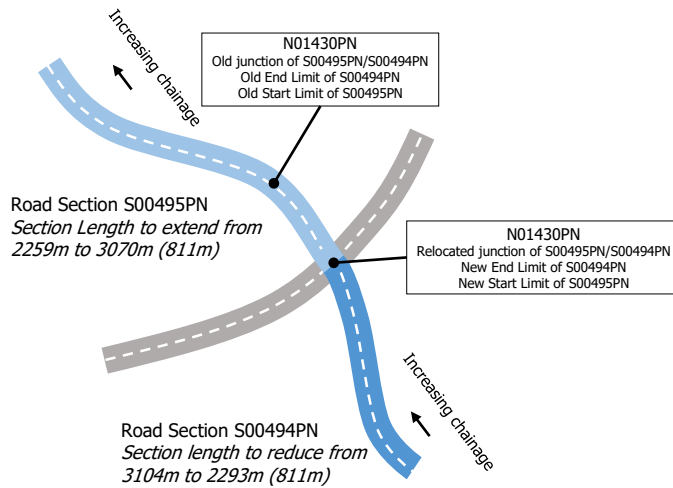 Increasing chainage
N01430PN
Old junction of S00495PN/S00494PN
Old End Limit of S00494PN
Old Start Limit of S00495PN
Road Section S00495PN
Section Length to extend from
2259m to 3070m (811m)
N01430PN
Relocated junction of S00495PN/S00494PN
New End Limit of S00494PN
New Start Limit of S00495PN
Increasing chainage
Road Section S00494PN
Section length to reduce from
3104m to 2293m (811m)